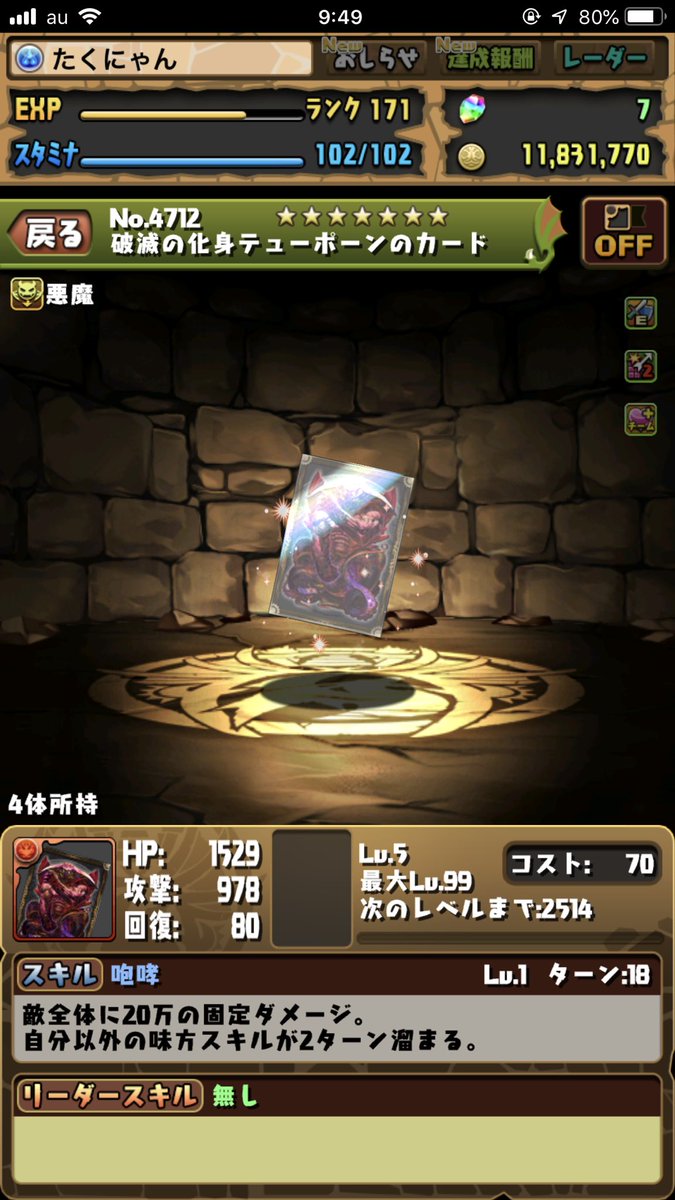 au 9:49 80%
たくにゃん New おしらせ New 達成報酬 レーダー
EXP ランク 171 7
スタミナ 102/102 11,831,770
戻る No.4712 ★★★★★★★ OFF
破滅の化身テューポーンのカード
悪魔
E
2
チーム
4体所持
HP: 1529
攻撃: 978
回復: 80
Lv.5
最大Lv.99
次のレベルまで:2514
コスト: 70
スキル 咆哮 Lv.1 ターン:18
敵全体に20万の固定ダメージ。
自分以外の味方スキルが2ターン溜まる。
リーダースキル 無し